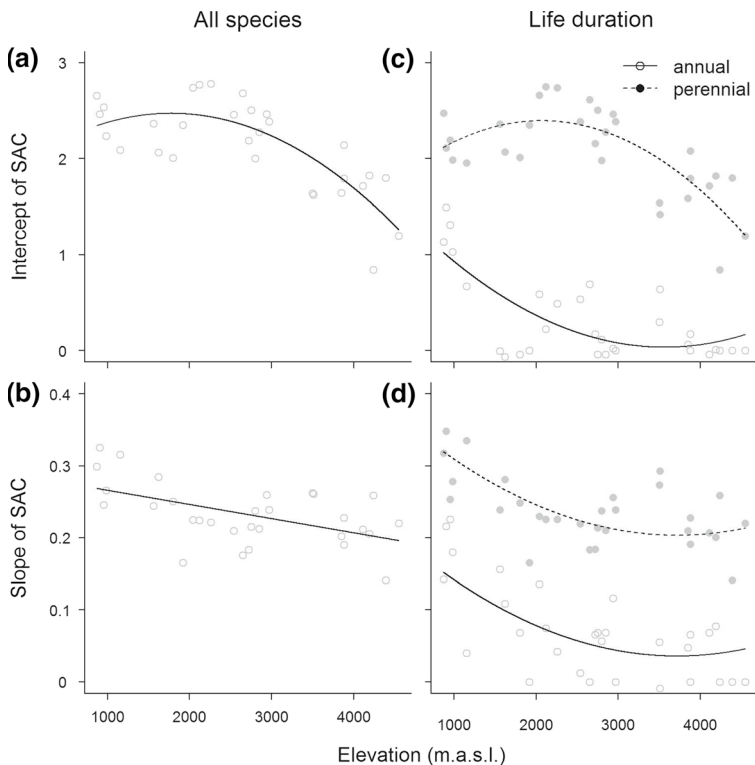 All species
Life duration
(a)
(c)
annual
perennial
Intercept of SAC
3
2
1
0
(b)
(d)
Slope of SAC
0.4
0.3
0.2
0.1
0
1000 2000 3000 4000
1000 2000 3000 4000
Elevation (m.a.s.l.)